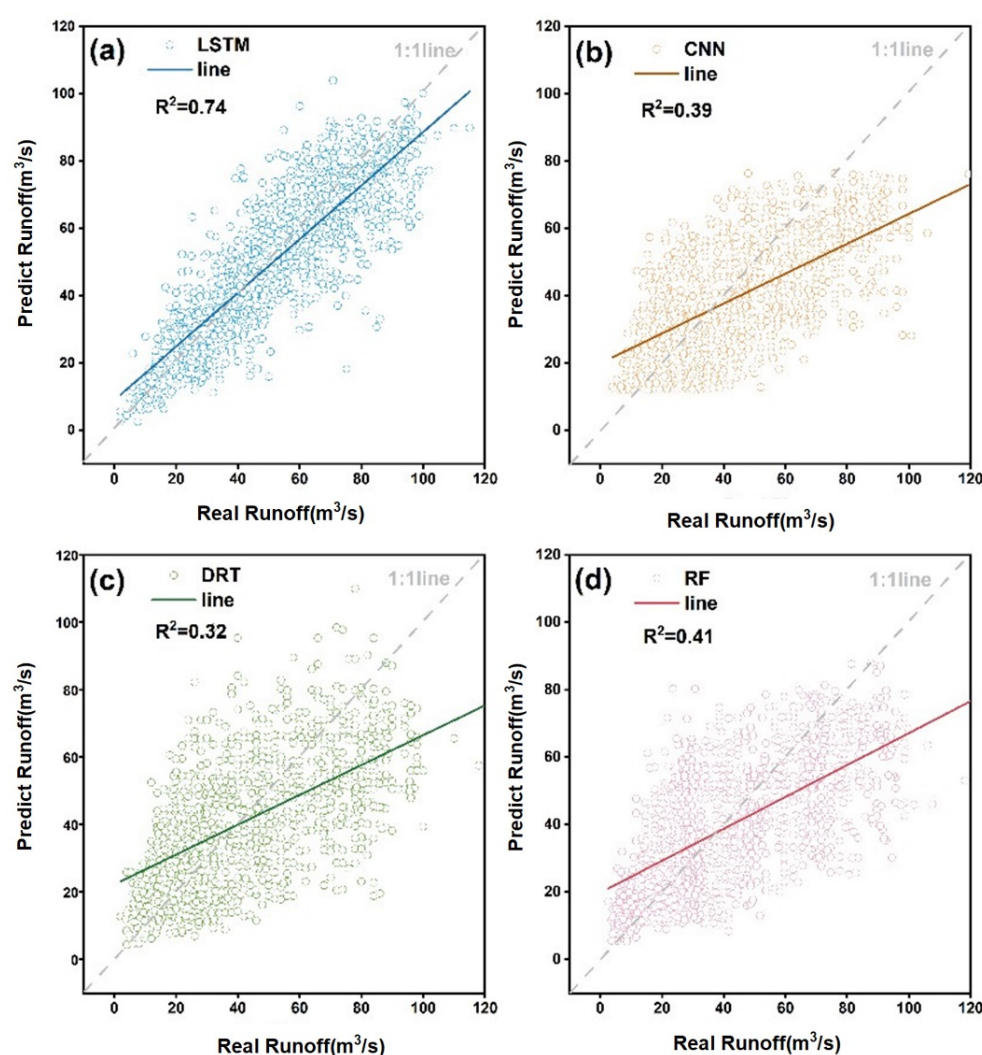 (a) LSTM 1:1line
line
R²=0.74
120
100
80
60
40
20
0
Predict Runoff(m³/s)
0 20 40 60 80 100 120
Real Runoff(m³/s)
(b) CNN 1:1line
line
R²=0.39
120
100
80
60
40
20
0
Predict Runoff(m³/s)
0 20 40 60 80 100 120
Real Runoff(m³/s)
(c) DRT 1:1line
line
R²=0.32
120
100
80
60
40
20
0
Predict Runoff(m³/s)
0 20 40 60 80 100 120
Real Runoff(m³/s)
(d) RF 1:1line
line
R²=0.41
120
100
80
60
40
20
0
Predict Runoff(m³/s)
0 20 40 60 80 100 120
Real Runoff(m³/s)